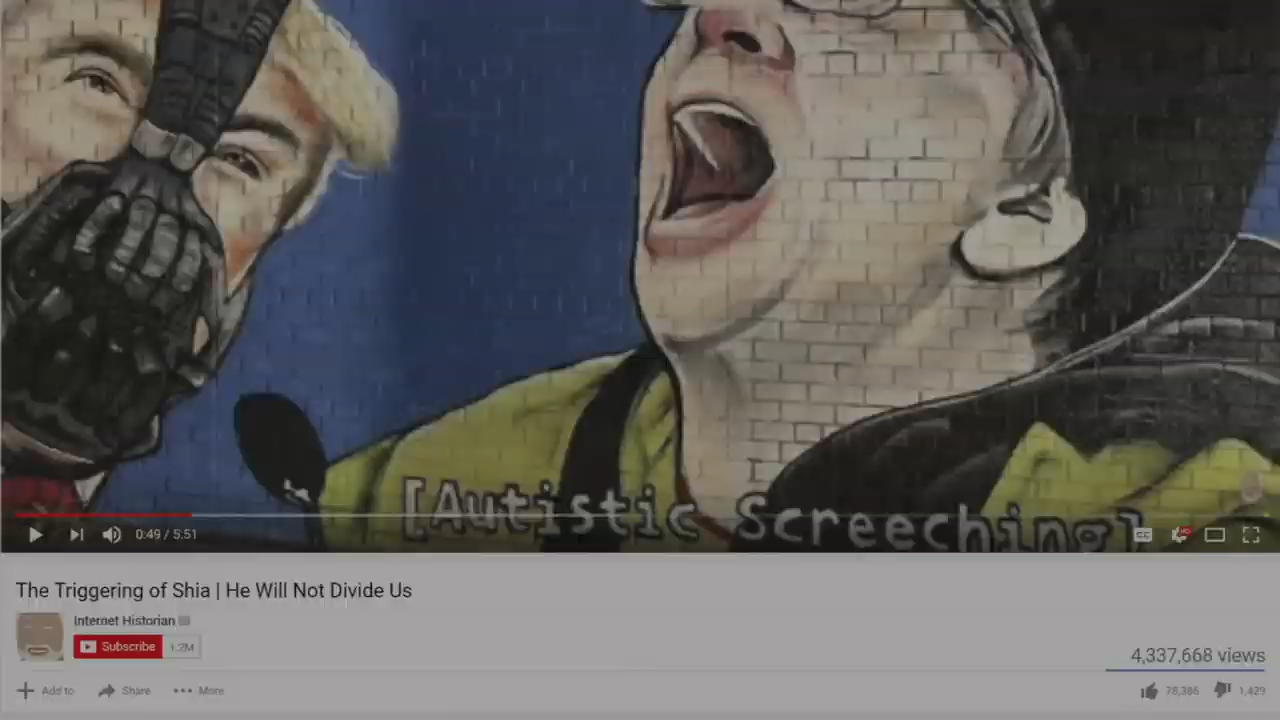 [Autistic Screeching]
0:49 / 5:51
The Triggering of Shia | He Will Not Divide Us
Internet Historian
Subscribe 1.2M
4,337,668 views
Add to Share More
78,386 1,429